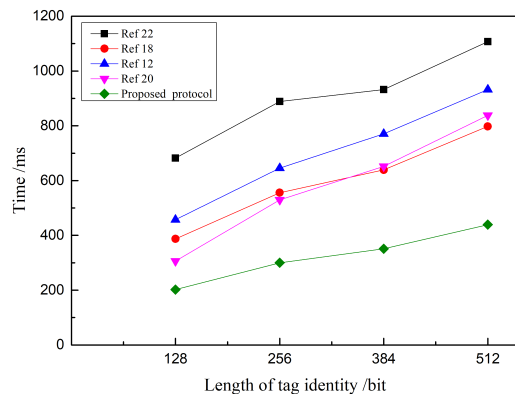 1200
1000
800
600
400
200
0
Time /ms
Ref 22
Ref 18
Ref 12
Ref 20
Proposed protocol
128 256 384 512
Length of tag identity /bit